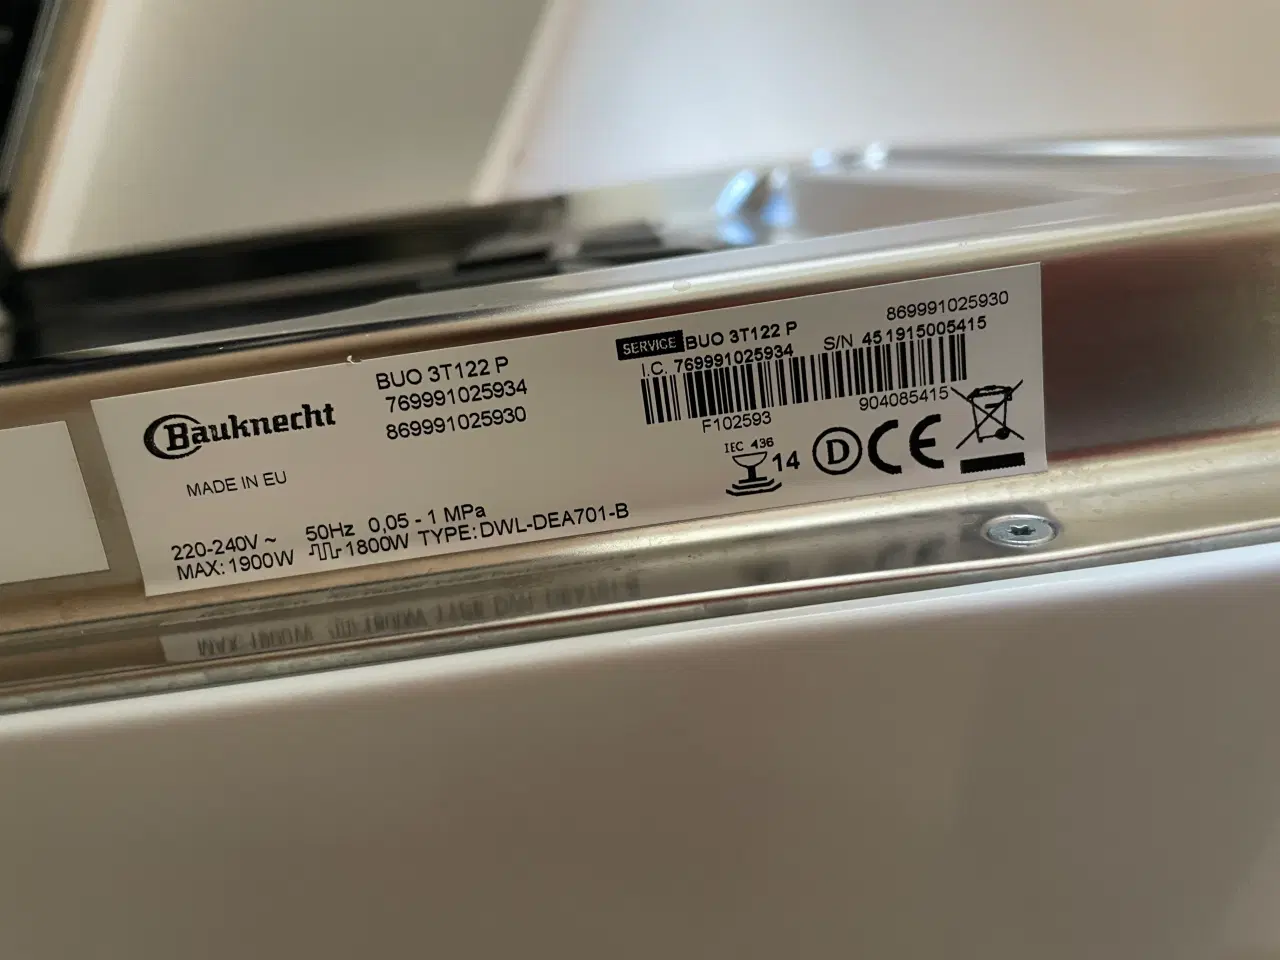 Bauknecht
MADE IN EU
BUO 3T122 P
769991025934
869991025930
220-240V ~ 50Hz 0,05 - 1 MPa
MAX: 1900W 1800W TYPE: DWL-DEA701-B
SERVICE BUO 3T122 P 869991025930
I.C. 769991025934 S/N 451915005415
F102593 904085415
IEC 436
14 D CE